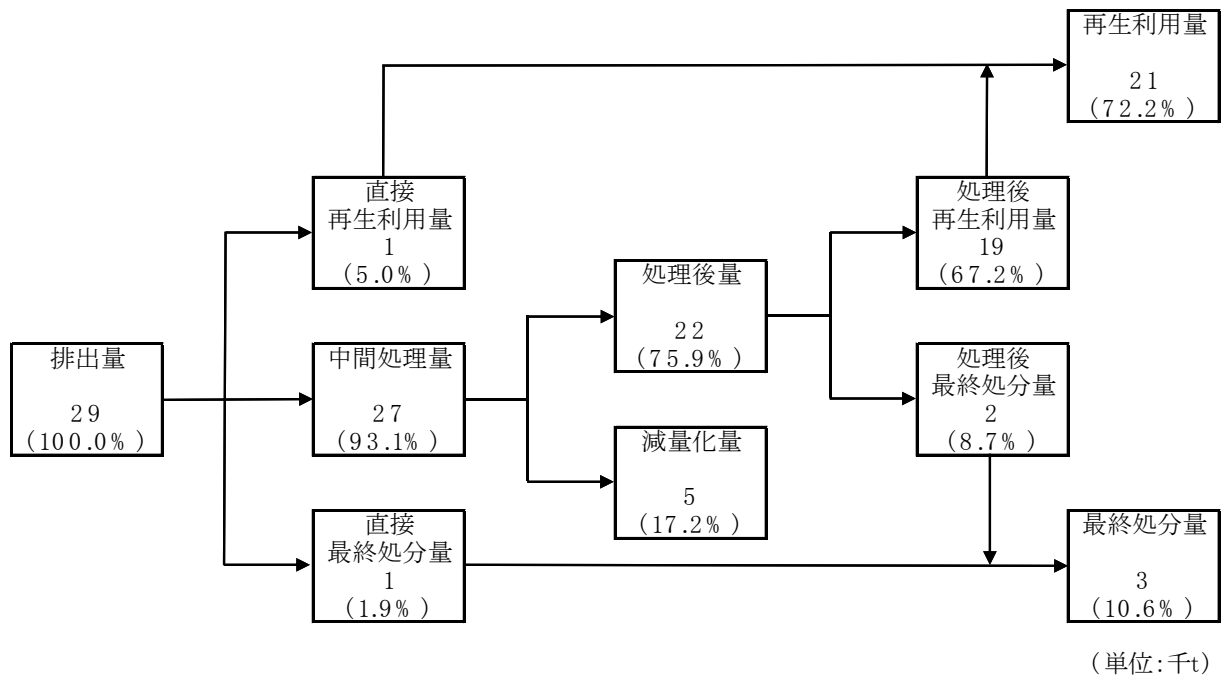 再生利用量
21
(72.2%)
直接
再生利用量
1
(5.0%)
処理後
再生利用量
19
(67.2%)
処理後量
22
(75.9%)
排出量
29
(100.0%)
中間処理量
27
(93.1%)
処理後
最終処分量
2
(8.7%)
減量化量
5
(17.2%)
直接
最終処分量
1
(1.9%)
最終処分量
3
(10.6%)
(単位:千t)